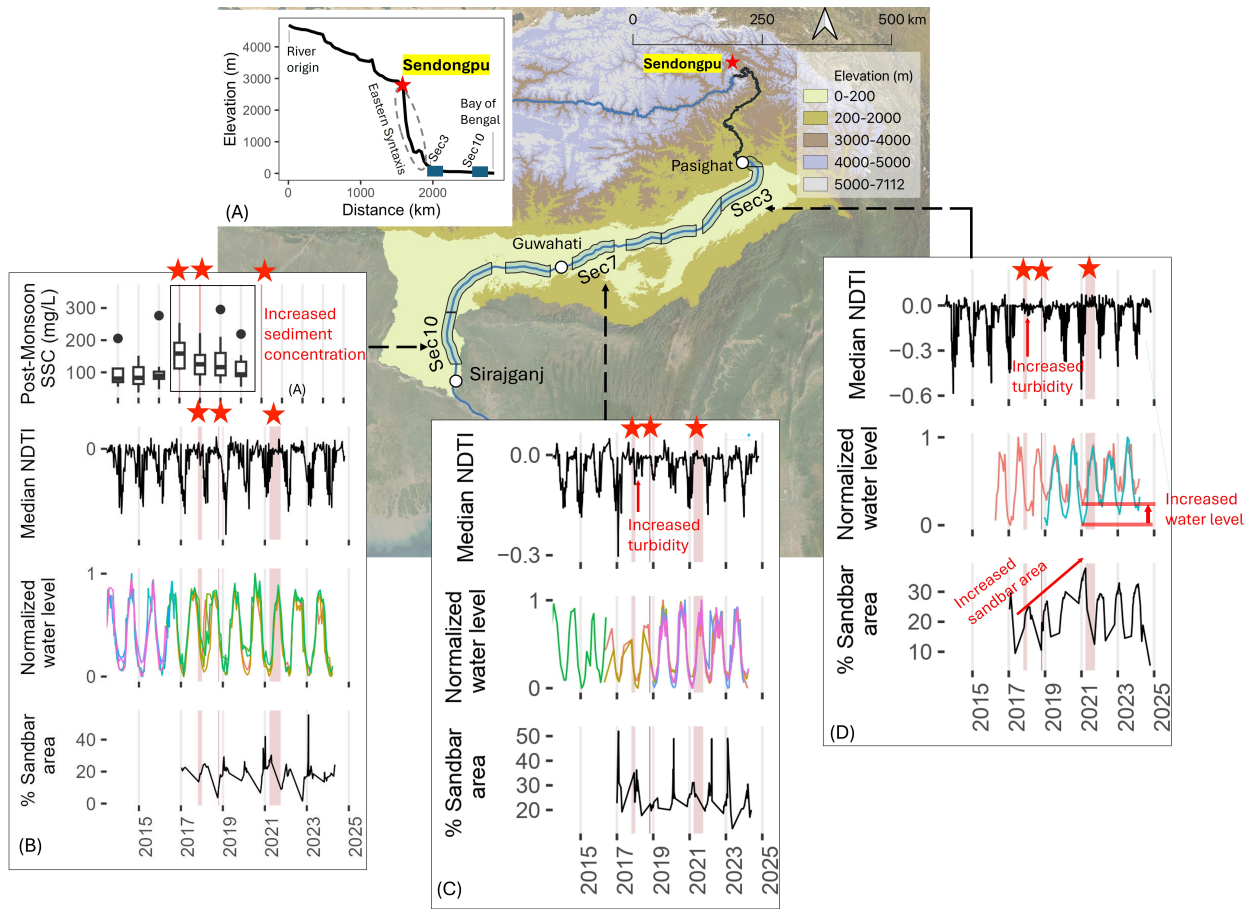 0 250 500 km
Elevation (m)
4000
3000
2000
1000
0
River
origin
Sendongpu
Eastern Syntaxis
Bay of
Bengal
Sec3
Sec10
0 1000 2000
Distance (km)
(A)
Sendongpu
Elevation (m)
0-200
200-2000
3000-4000
4000-5000
5000-7112
Pasighat
Sec3
Guwahati
Sec7
Sec10
Sirajganj
Post-Monsoon
SSC (mg/L)
300
200
100
Increased
sediment
concentration
(A)
Median NDTI
0
Normalized
water level
1
0
% Sandbar
area
40
20
0
2015
2017
2019
2021
2023
2025
(B)
Median NDTI
0.0
−0.3
Increased
turbidity
Normalized
water level
1
0
% Sandbar
area
50
40
30
20
2015
2017
2019
2021
2023
2025
(C)
Median NDTI
0.0
−0.3
−0.6
Increased
turbidity
Normalized
water level
1
0
Increased
water level
% Sandbar
area
30
20
10
Increased
sandbar area
2015
2017
2019
2021
2023
2025
(D)